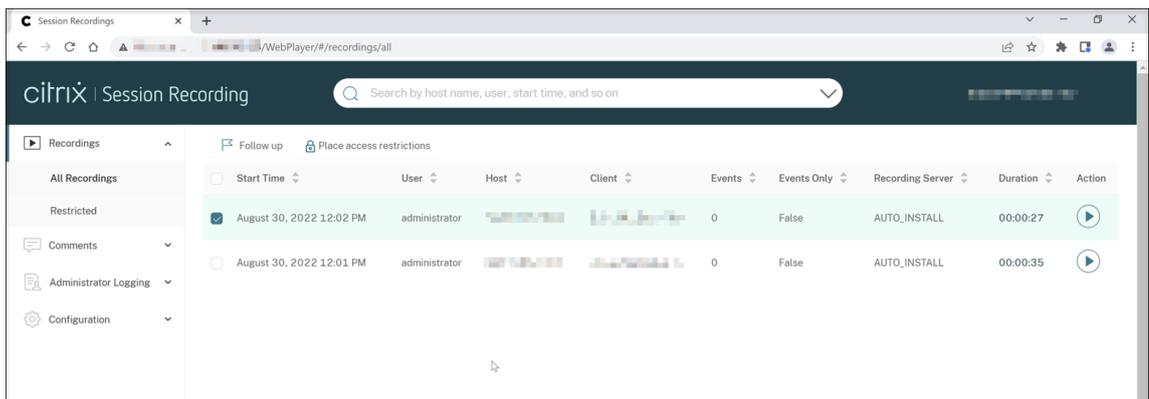 Session Recordings
/WebPlayer/#/recordings/all
citrix | Session Recording
Search by host name, user, start time, and so on
Recordings
Follow up Place access restrictions
All Recordings
Start Time User Host Client Events Events Only Recording Server Duration Action
Restricted
August 30, 2022 12:02 PM administrator 0 False AUTO_INSTALL 00:00:27
Comments
August 30, 2022 12:01 PM administrator 0 False AUTO_INSTALL 00:00:35
Administrator Logging
Configuration